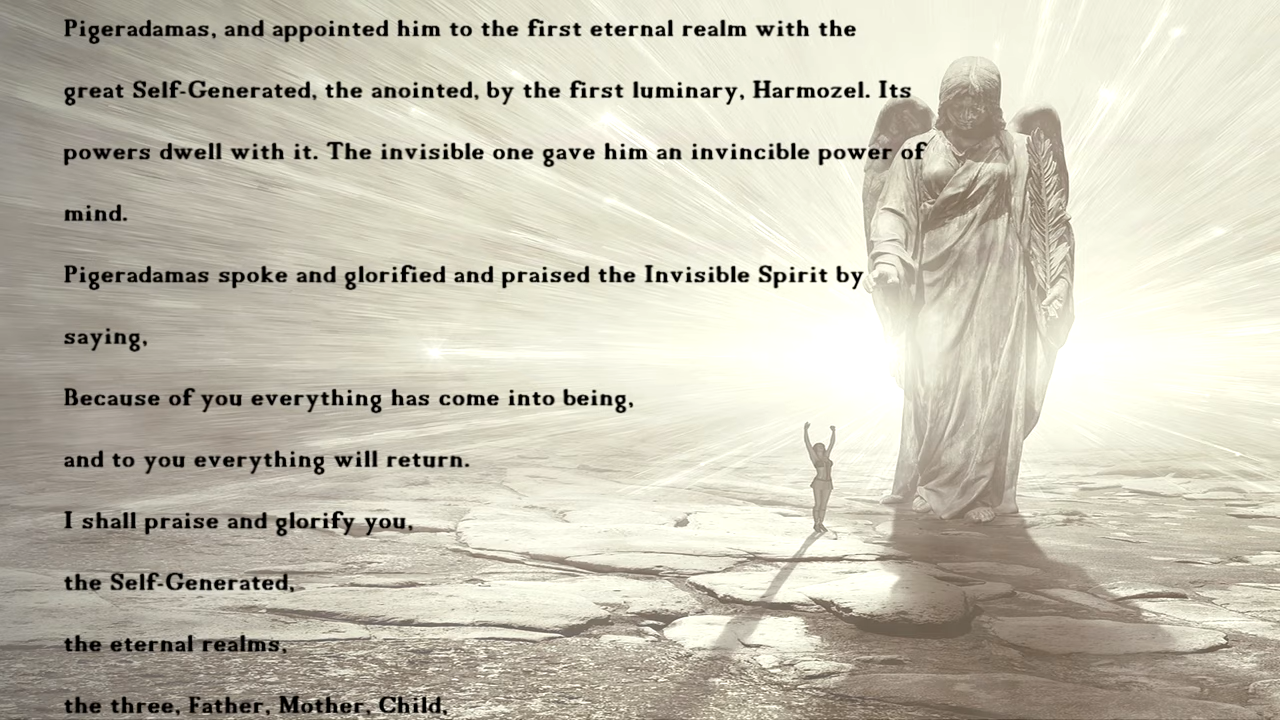 Pigeradamas, and appointed him to the first eternal realm with the
great Self-Generated, the anointed, by the first luminary, Harmozel. Its
powers dwell with it. The invisible one gave him an invincible power of
mind.
Pigeradamas spoke and glorified and praised the Invisible Spirit by
saying,
Because of you everything has come into being,
and to you everything will return.
I shall praise and glorify you,
the Self-Generated,
the eternal realms,
the three, Father, Mother, Child,